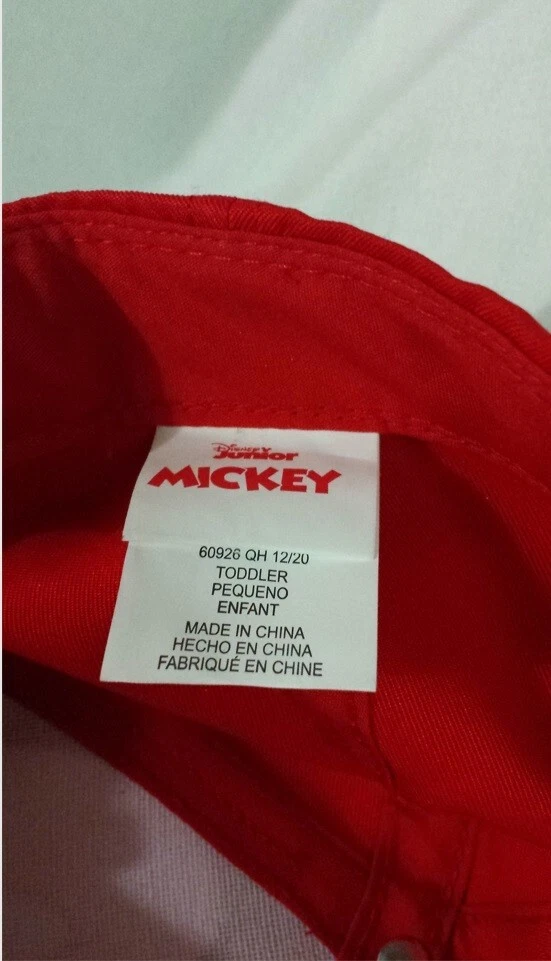 Disney
Junior
MICKEY
60926 QH 12/20
TODDLER
PEQUENO
ENFANT
MADE IN CHINA
HECHO EN CHINA
FABRIQUÉ EN CHINE